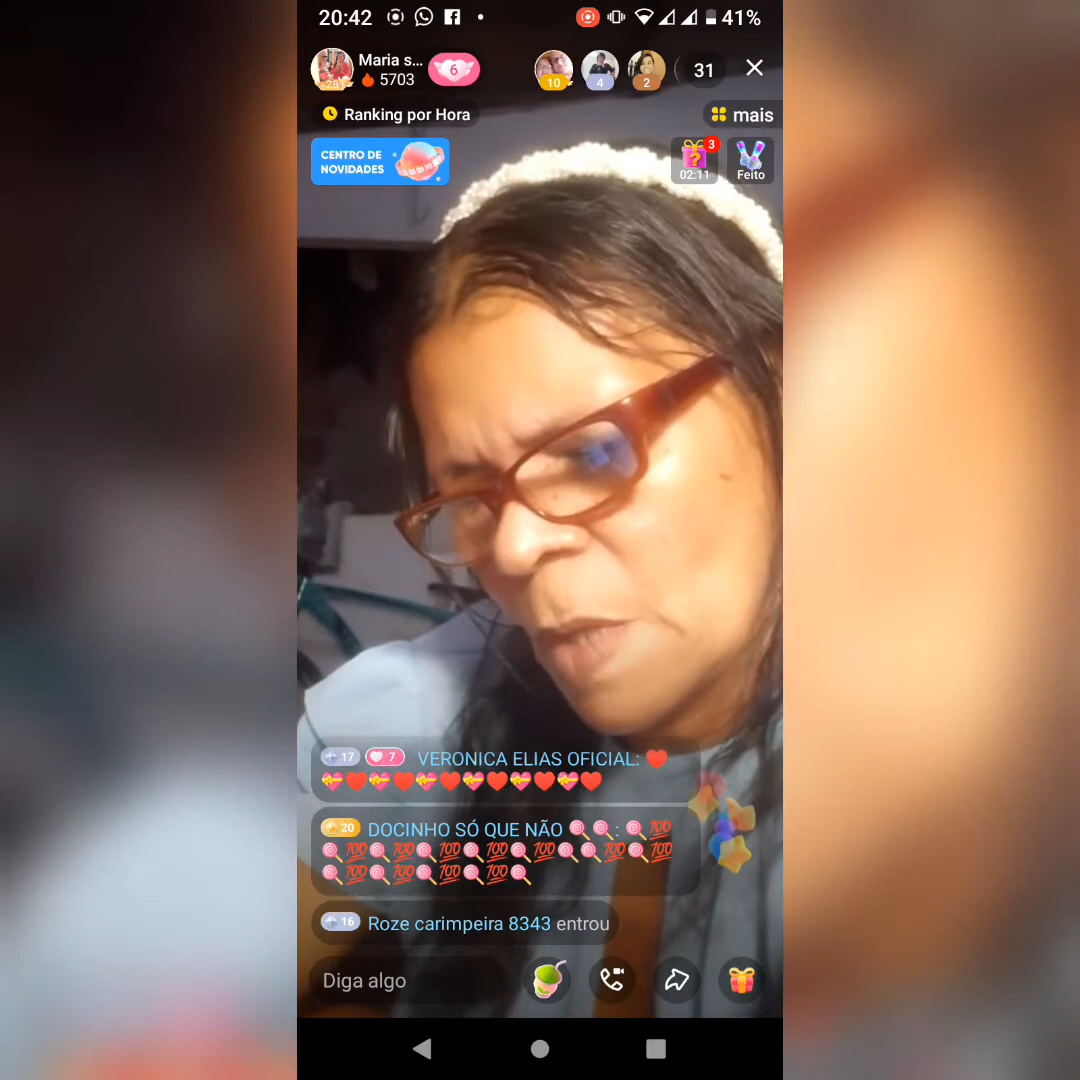 20:42
41%
Maria s...
5703
28
6
10
4
2
31
Ranking por Hora
mais
CENTRO DE
NOVIDADES
3
02:11
Feito
17 7 VERONICA ELIAS OFICIAL: ♥️
💝♥️💝♥️💝♥️💝♥️💝♥️💝♥️
20 DOCINHO SÓ QUE NÃO 🍭🍭: 🍭💯
🍭💯🍭💯🍭💯🍭💯🍭💯🍭🍭💯🍭💯
🍭💯🍭💯🍭💯🍭💯🍭
16 Roze carimpeira 8343 entrou
Diga algo